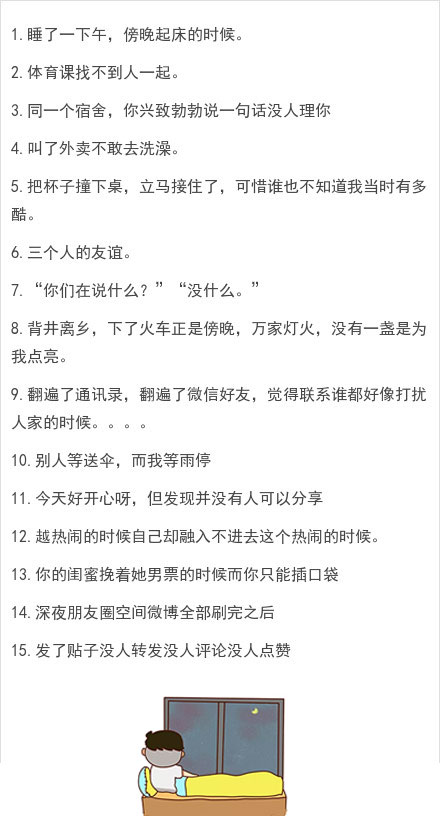 1.睡了一下午，傍晚起床的时候。
2.体育课找不到人一起。
3.同一个宿舍，你兴致勃勃说一句话没人理你
4.叫了外卖不敢去洗澡。
5.把杯子撞下桌，立马接住了，可惜谁也不知道我当时有多
酷。
6.三个人的友谊。
7.“你们在说什么？”“没什么。”
8.背井离乡，下了火车正是傍晚，万家灯火，没有一盏是为
我点亮。
9.翻遍了通讯录，翻遍了微信好友，觉得联系谁都好像打扰
人家的时候。。。。
10.别人等送伞，而我等雨停
11.今天好开心呀，但发现并没有人可以分享
12.越热闹的时候自己却融入不进去这个热闹的时候。
13.你的闺蜜挽着她男票的时候而你只能插口袋
14.深夜朋友圈空间微博全部刷完之后
15.发了贴子没人转发没人评论没人点赞